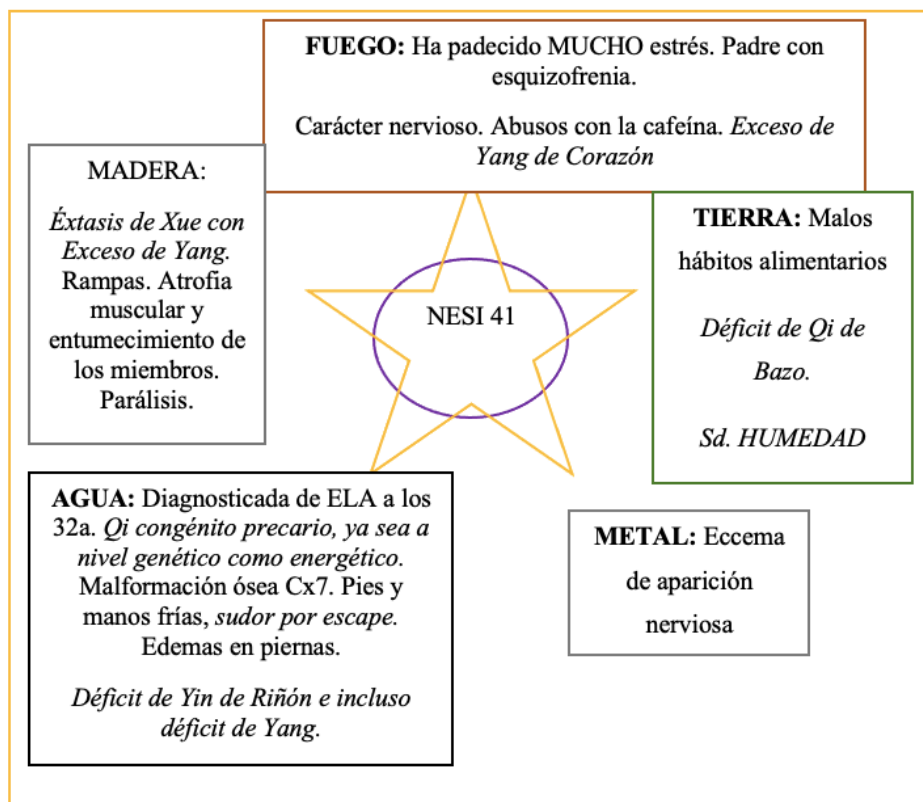 FUEGO: Ha padecido MUCHO estrés. Padre con
esquizofrenia.
Carácter nervioso. Abusos con la cafeína. Exceso de
Yang de Corazón
MADERA:
Éxtasis de Xue con
Exceso de Yang.
Rampas. Atrofia
muscular y
entumecimiento de
los miembros.
Parálisis.
NESI 41
TIERRA: Malos
hábitos alimentarios
Déficit de Qi de
Bazo.
Sd. HUMEDAD
AGUA: Diagnosticada de ELA a los
32a. Qi congénito precario, ya sea a
nivel genético como energético.
Malformación ósea Cx7. Pies y
manos frías, sudor por escape.
Edemas en piernas.
Déficit de Yin de Riñón e incluso
déficit de Yang.
METAL: Eccema
de aparición
nerviosa